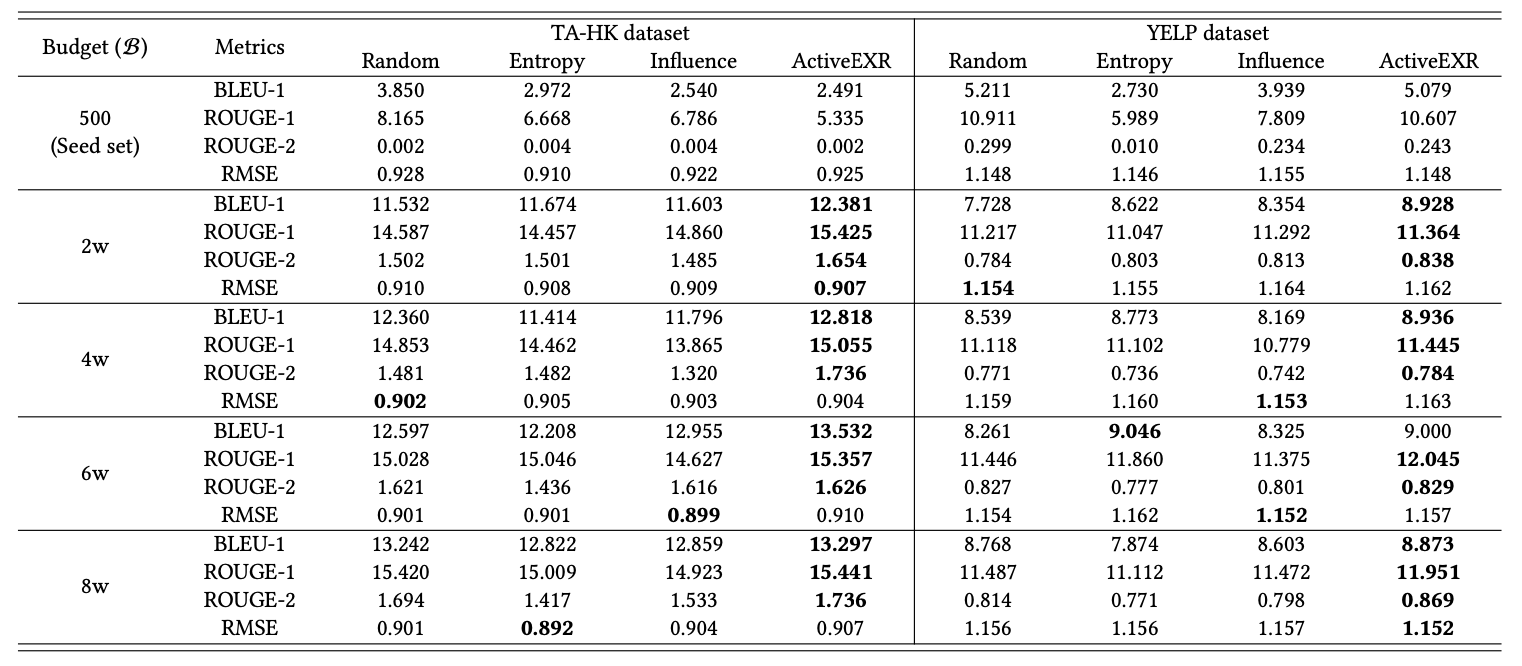 Budget (ℬ) Metrics TA-HK dataset YELP dataset
Random Entropy Influence ActiveEXR Random Entropy Influence ActiveEXR
500 (Seed set) BLEU-1 3.850 2.972 2.540 2.491 5.211 2.730 3.939 5.079
ROUGE-1 8.165 6.668 6.786 5.335 10.911 5.989 7.809 10.607
ROUGE-2 0.002 0.004 0.004 0.002 0.299 0.010 0.234 0.243
RMSE 0.928 0.910 0.922 0.925 1.148 1.146 1.155 1.148
2w BLEU-1 11.532 11.674 11.603 12.381 7.728 8.622 8.354 8.928
ROUGE-1 14.587 14.457 14.860 15.425 11.217 11.047 11.292 11.364
ROUGE-2 1.502 1.501 1.485 1.654 0.784 0.803 0.813 0.838
RMSE 0.910 0.908 0.909 0.907 1.154 1.155 1.164 1.162
4w BLEU-1 12.360 11.414 11.796 12.818 8.539 8.773 8.169 8.936
ROUGE-1 14.853 14.462 13.865 15.055 11.118 11.102 10.779 11.445
ROUGE-2 1.481 1.482 1.320 1.736 0.771 0.736 0.742 0.784
RMSE 0.902 0.905 0.903 0.904 1.159 1.160 1.153 1.163
6w BLEU-1 12.597 12.208 12.955 13.532 8.261 9.046 8.325 9.000
ROUGE-1 15.028 15.046 14.627 15.357 11.446 11.860 11.375 12.045
ROUGE-2 1.621 1.436 1.616 1.626 0.827 0.777 0.801 0.829
RMSE 0.901 0.901 0.899 0.910 1.154 1.162 1.152 1.157
8w BLEU-1 13.242 12.822 12.859 13.297 8.768 7.874 8.603 8.873
ROUGE-1 15.420 15.009 14.923 15.441 11.487 11.112 11.472 11.951
ROUGE-2 1.694 1.417 1.533 1.736 0.814 0.771 0.798 0.869
RMSE 0.901 0.892 0.904 0.907 1.156 1.156 1.157 1.152